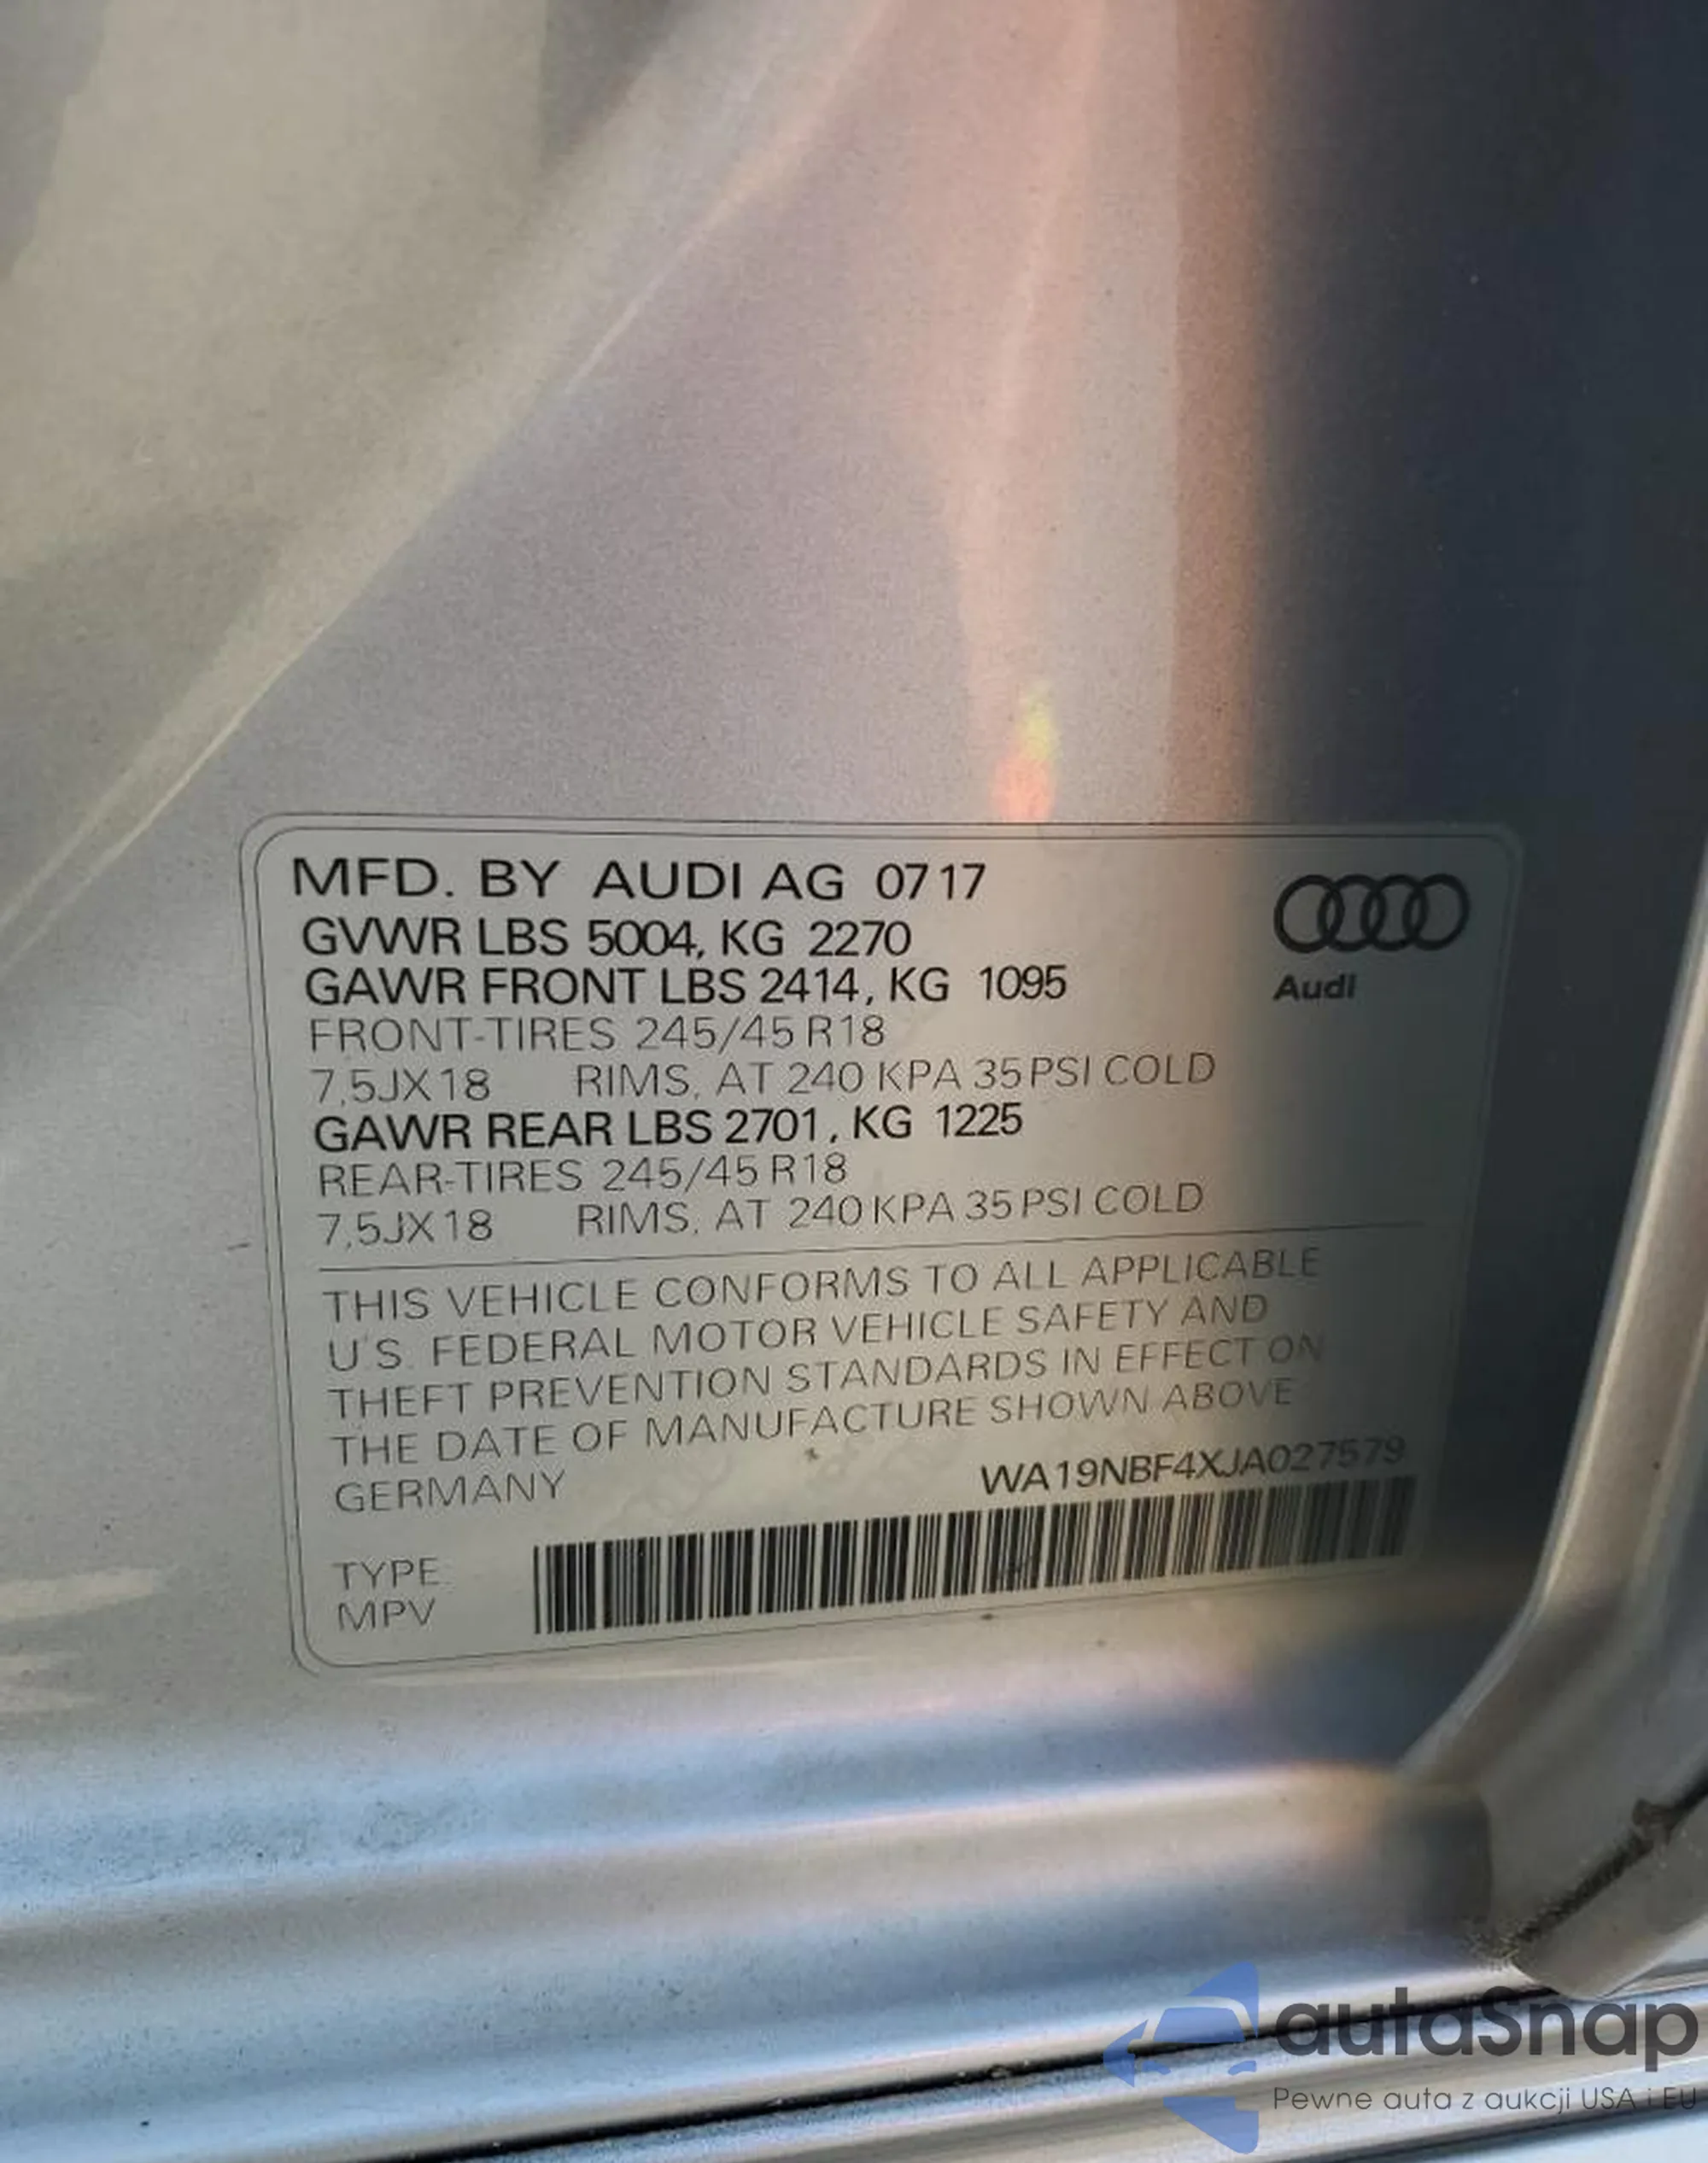 MFD. BY AUDI AG 0717
GVWR LBS 5004, KG 2270
GAWR FRONT LBS 2414, KG 1095
FRONT-TIRES 245/45 R18
7,5JX18 RIMS, AT 240 KPA 35 PSI COLD
GAWR REAR LBS 2701, KG 1225
REAR-TIRES 245/45 R18
7,5JX18 RIMS, AT 240 KPA 35 PSI COLD
Audi
THIS VEHICLE CONFORMS TO ALL APPLICABLE
U.S. FEDERAL MOTOR VEHICLE SAFETY AND
THEFT PREVENTION STANDARDS IN EFFECT ON
THE DATE OF MANUFACTURE SHOWN ABOVE
GERMANY WA19NBF4XJA027579
TYPE
MPV
autaSnap
Pewne auta z aukcji USA i EU